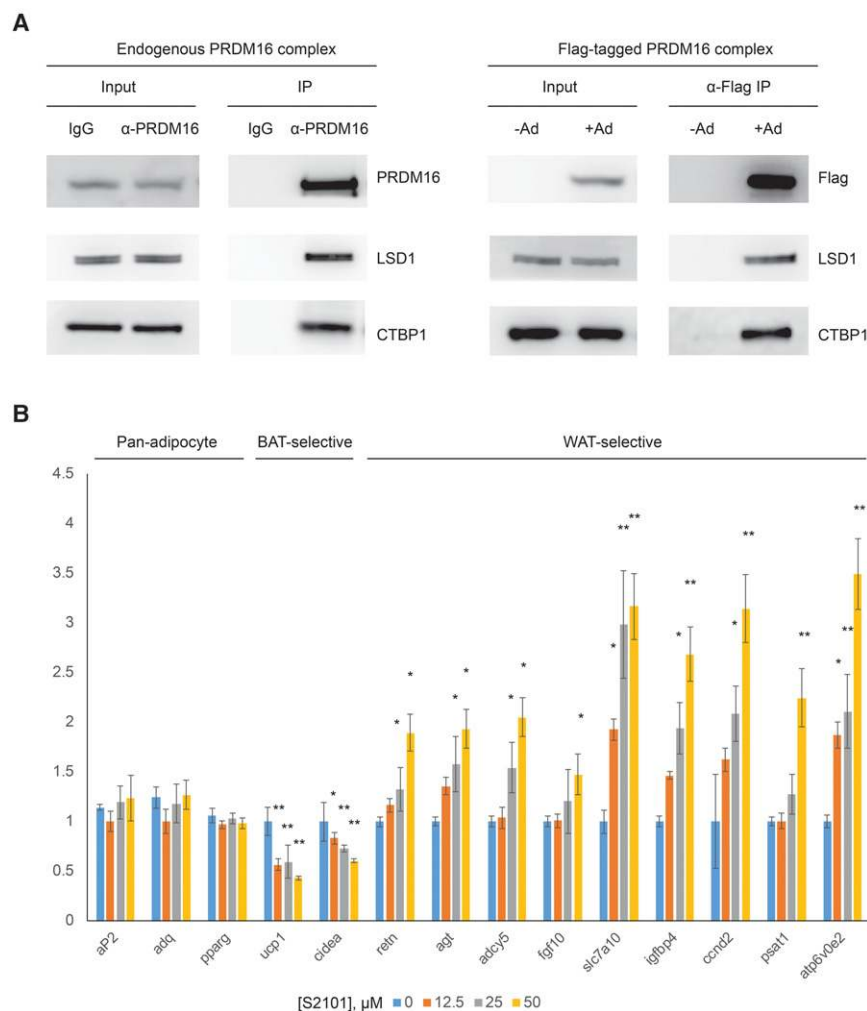 A
Endogenous PRDM16 complex Flag-tagged PRDM16 complex
Input IP Input α-Flag IP
IgG α-PRDM16 IgG α-PRDM16 -Ad +Ad -Ad +Ad
PRDM16 Flag
LSD1 LSD1
CTBP1 CTBP1
B
Pan-adipocyte BAT-selective WAT-selective
4.5
4
3.5
3
2.5
2
1.5
1
0.5
0
** ** ** * ** ** * * * * * * * * ** ** * ** * ** ** * ** **
aP2 adq pparg ucp1 cidea retn agt adcy5 fgf10 slc7a10 igfbp4 ccnd2 psat1 atp6v0e2
[S2101], µM 0 12.5 25 50